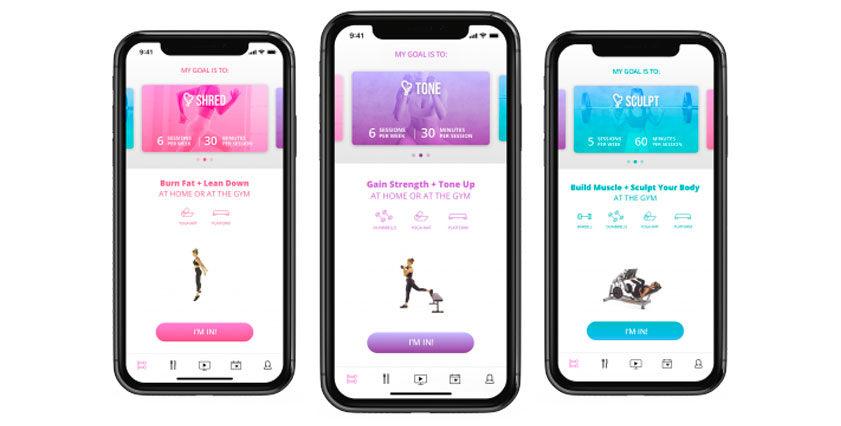 9:41
MY GOAL IS TO:
SHRED
6 SESSIONS PER WEEK
30 MINUTES PER SESSION
Burn Fat + Lean Down
AT HOME OR AT THE GYM
YOGA MAT
PLATFORM
I'M IN!
9:41
MY GOAL IS TO:
TONE
6 SESSIONS PER WEEK
30 MINUTES PER SESSION
Gain Strength + Tone Up
AT HOME OR AT THE GYM
DUMBBELLS
YOGA MAT
PLATFORM
I'M IN!
MY GOAL IS TO:
SCULPT
5 SESSIONS PER WEEK
60 MINUTES PER SESSION
Build Muscle + Sculpt Your Body
AT THE GYM
BARBELL
DUMBBELLS
YOGA MAT
PLATFORM
I'M IN!